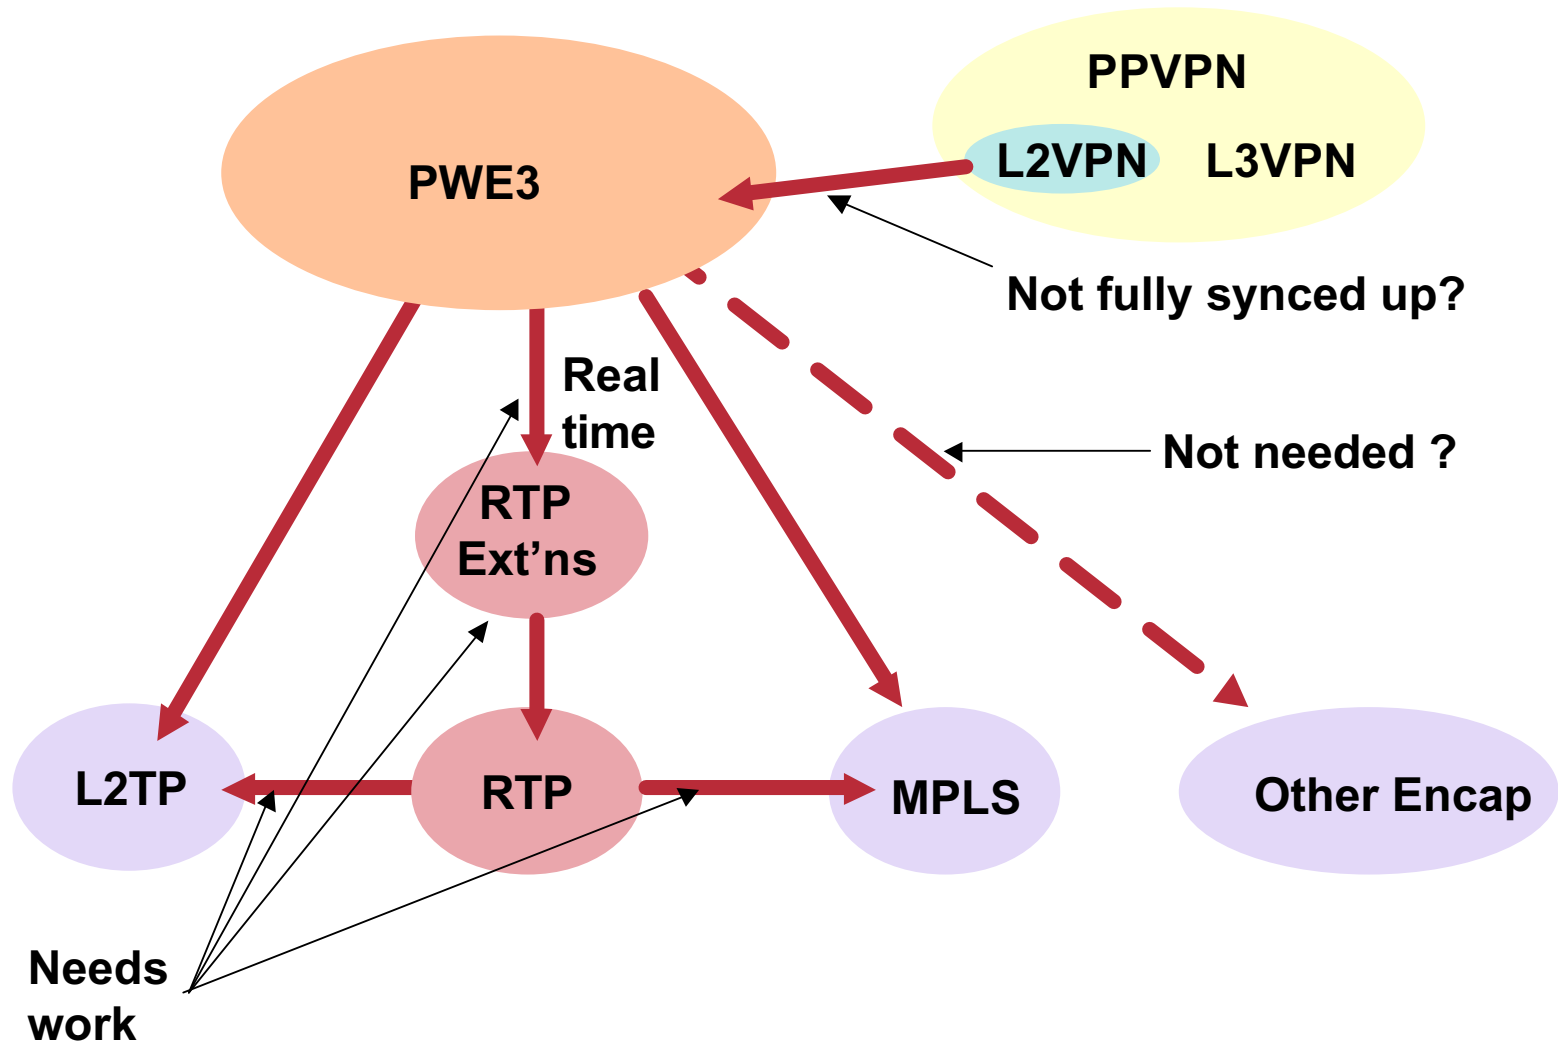 PPVPN
PWE3
L2VPN
L3VPN
Not fully synced up?
Real
time
Not needed ?
RTP
Ext’ns
L2TP
RTP
MPLS
Other Encap
Needs
work